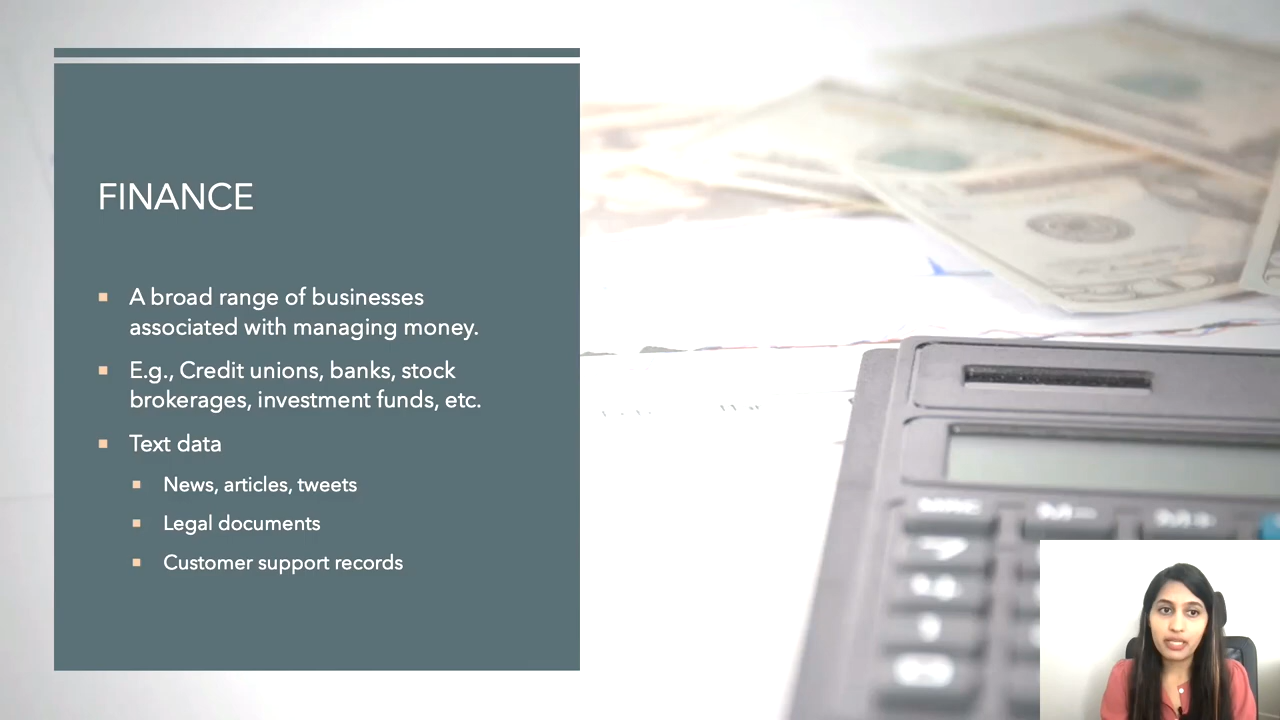 FINANCE
A broad range of businesses
associated with managing money.
E.g., Credit unions, banks, stock
brokerages, investment funds, etc.
Text data
News, articles, tweets
Legal documents
Customer support records